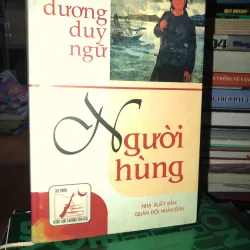 dương
duy
ngữ
Người
hùng
NHÀ XUẤT BẢN
QUÂN ĐỘI NHÂN DÂN